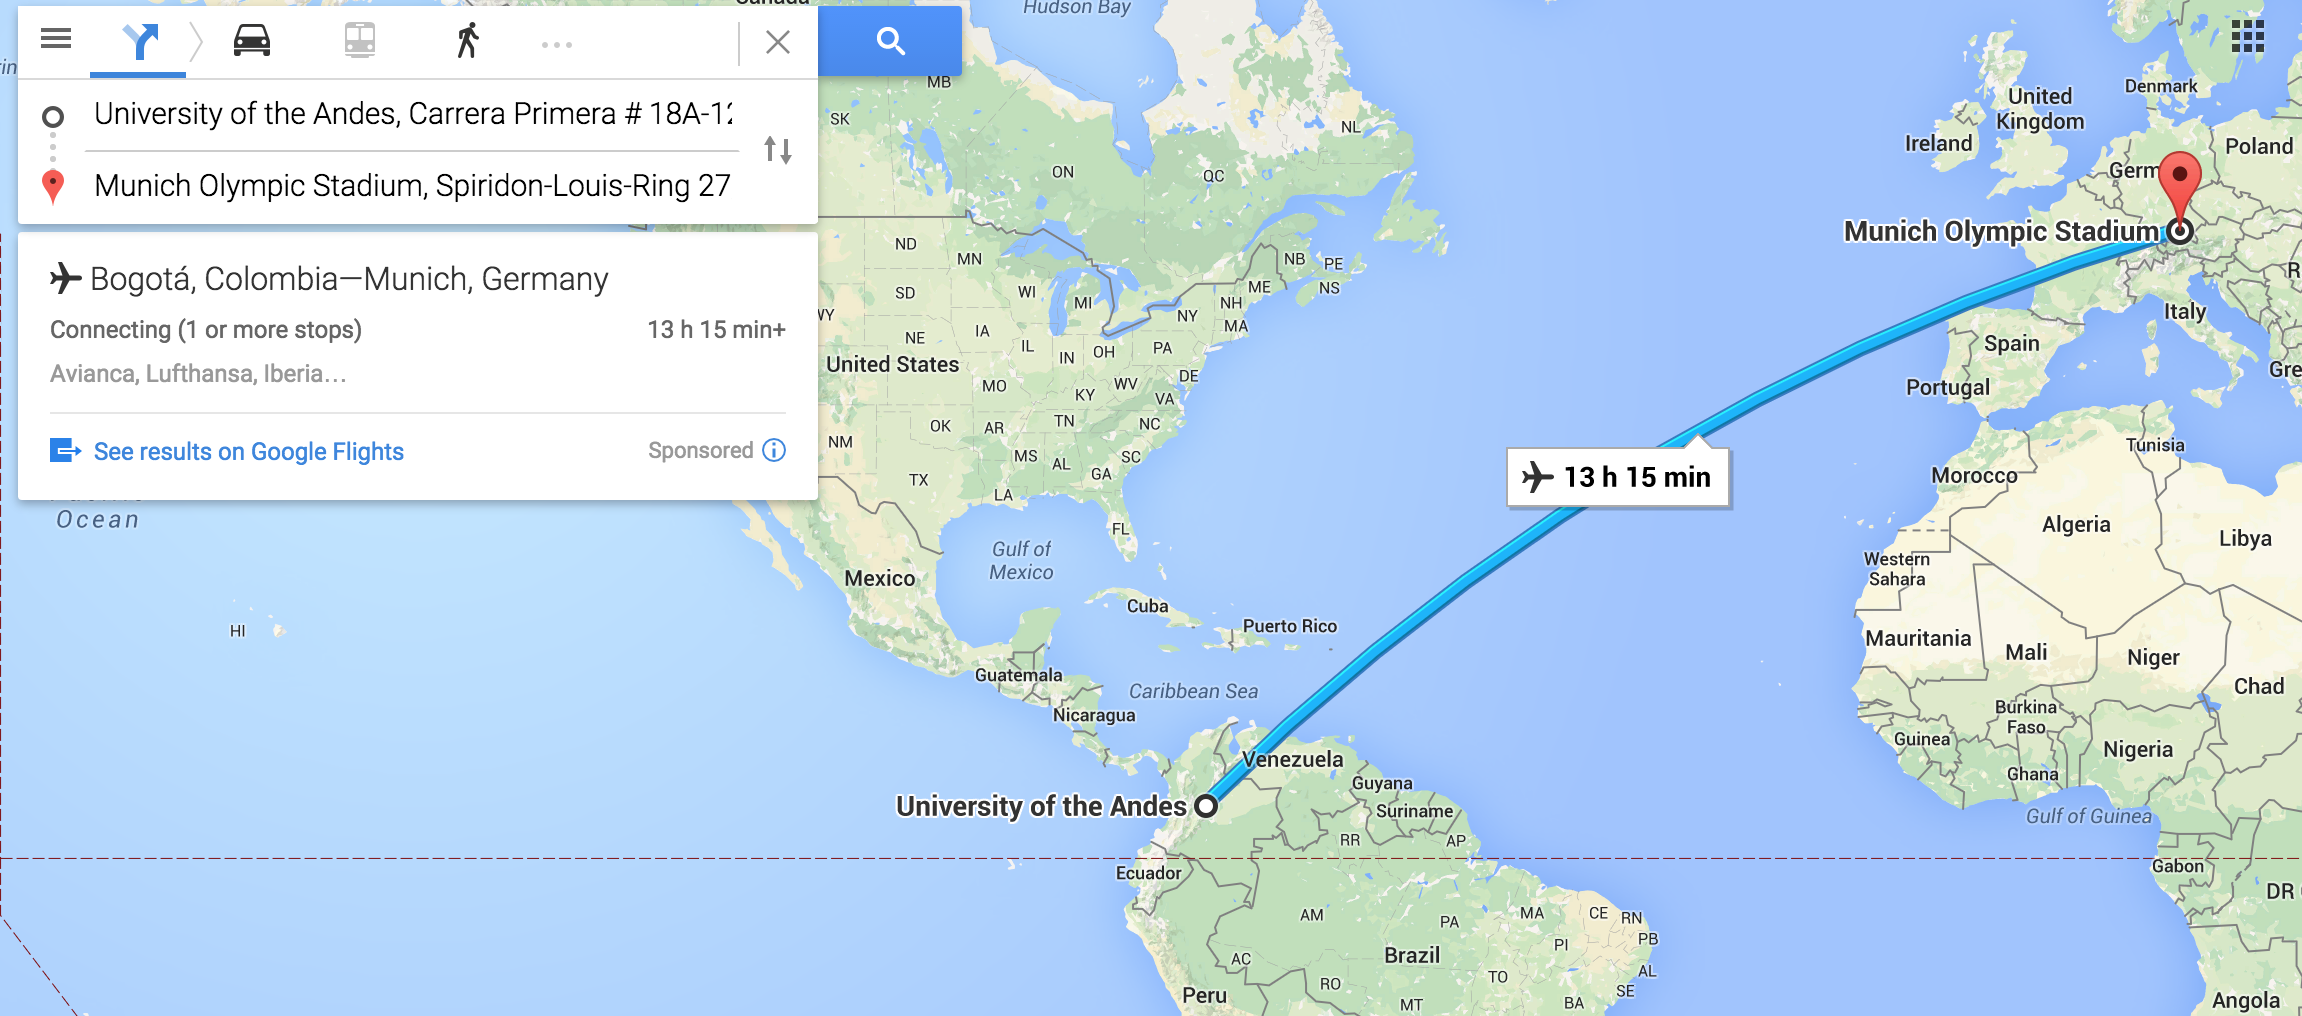 University of the Andes, Carrera Primera # 18A-12
Munich Olympic Stadium, Spiridon-Louis-Ring 27
Bogotá, Colombia—Munich, Germany
Connecting (1 or more stops) 13 h 15 min+
Avianca, Lufthansa, Iberia...
See results on Google Flights Sponsored
Ocean
HI
Canada
Hudson Bay
MB
SK
ON
QC
NL
ND
MN
SD
WI
MI
NB
PE
ME
NS
NH
NY
MA
WY
NE
IA
IL
IN
OH
PA
United States
MO
WV
DE
KY
VA
NM
OK
AR
TN
NC
MS
AL
SC
GA
TX
LA
FL
Gulf of
Mexico
Mexico
Cuba
Puerto Rico
Guatemala
Caribbean Sea
Nicaragua
Venezuela
Guyana
Suriname
University of the Andes
RR
AP
Ecuador
AM
PA
MA
CE
RN
PB
PI
Brazil
AL
AC
TO
SE
RO
BA
MT
Peru
13 h 15 min
United
Kingdom
Denmark
Ireland
Poland
Germ
Munich Olympic Stadium
Italy
Spain
Portugal
Gre
R
Tunisia
Morocco
Algeria
Libya
Western
Sahara
Mauritania
Mali
Niger
Chad
Burkina
Faso
Guinea
Nigeria
Ghana
Gulf of Guinea
Gabon
DR
Angola